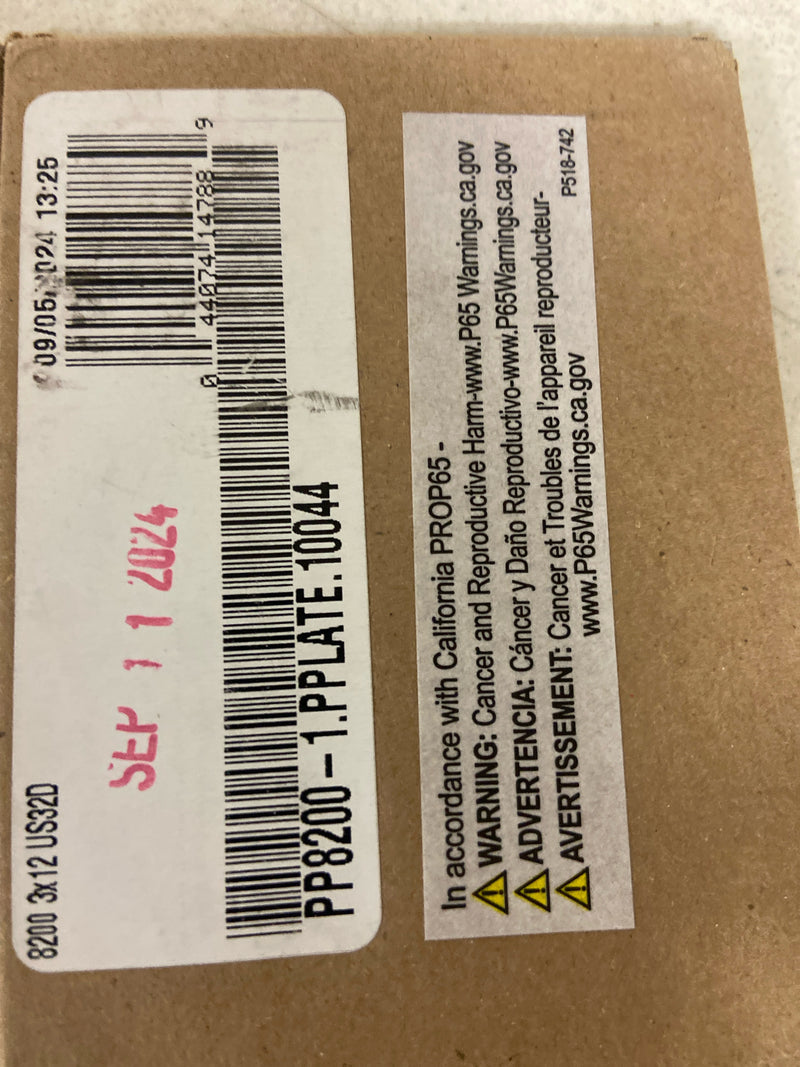 8200 3x12 US32D
09/05/2024 13:25
SEP 11 2024
0 44074 14788 9
PP8200-1.PPLATE.10044
In accordance with California PROP65 -
WARNING: Cancer and Reproductive Harm-www.P65 Warnings.ca.gov
ADVERTENCIA: Cáncer y Daño Reproductivo-www.P65Warnings.ca.gov
AVERTISSEMENT: Cancer et Troubles de l'appareil reproducteur-
www.P65Warnings.ca.gov
P518-742